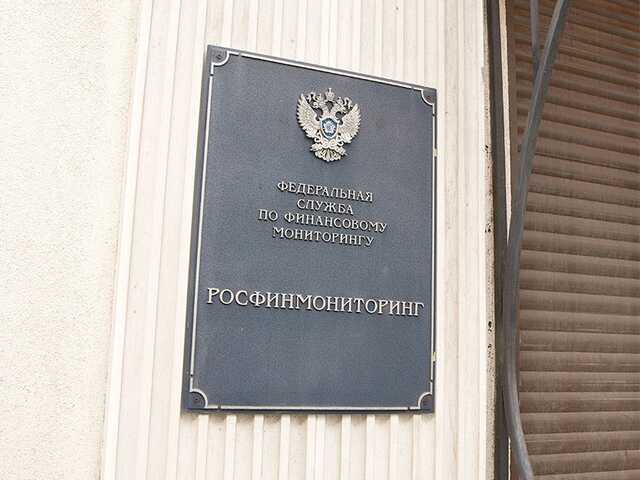 ФЕДЕРАЛЬНАЯ
СЛУЖБА
ПО ФИНАНСОВОМУ
МОНИТОРИНГУ
РОСФИНМОНИТОРИНГ